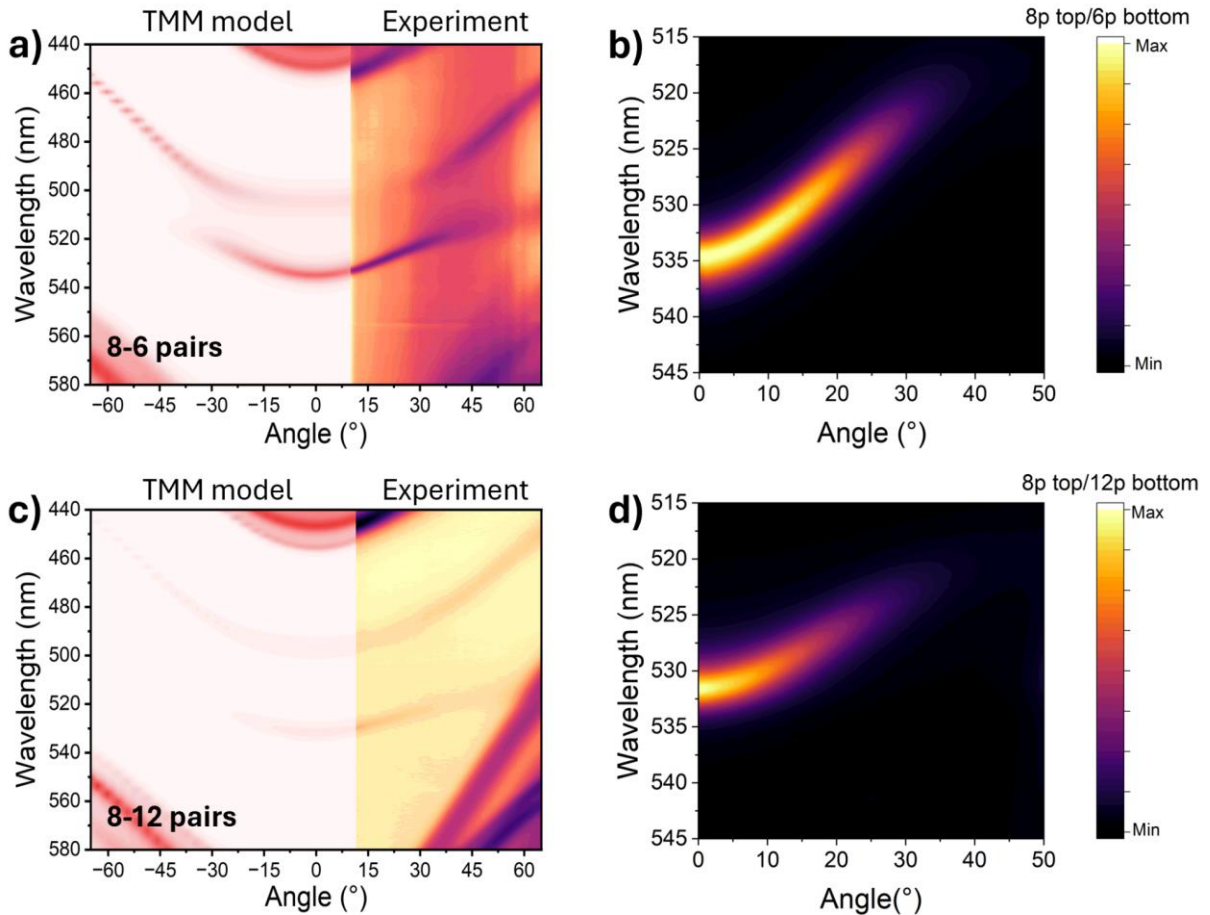 a)
TMM model Experiment
Wavelength (nm)
440
460
480
500
520
540
560
580
8-6 pairs
−60 −45 −30 −15 0 15 30 45 60
Angle (°)
b)
8p top/6p bottom
Max
Min
Wavelength (nm)
515
520
525
530
535
540
545
0 10 20 30 40 50
Angle (°)
c)
TMM model Experiment
Wavelength (nm)
440
460
480
500
520
540
560
580
8-12 pairs
−60 −45 −30 −15 0 15 30 45 60
Angle (°)
d)
8p top/12p bottom
Max
Min
Wavelength (nm)
515
520
525
530
535
540
545
0 10 20 30 40 50
Angle(°)